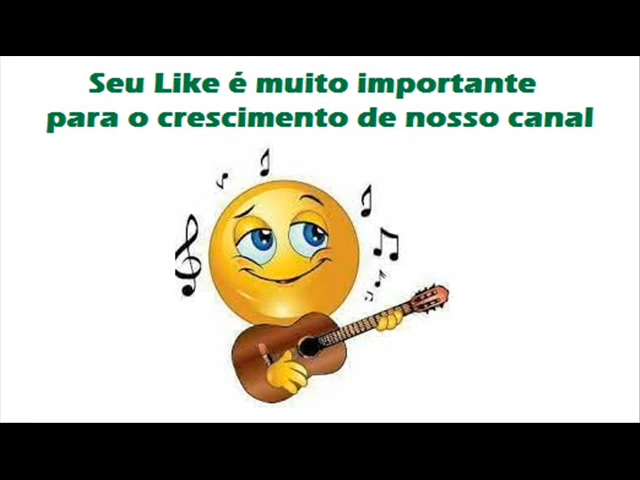 Seu Like é muito importante
para o crescimento de nosso canal